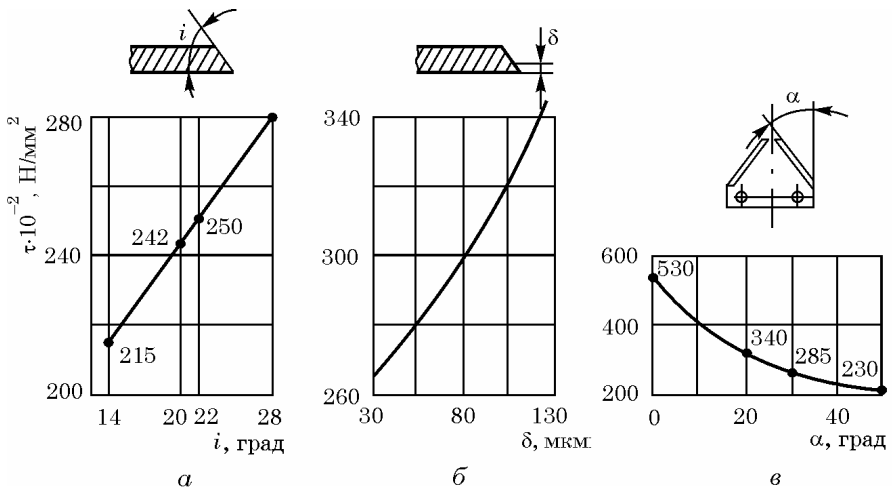 i
δ
α
τ·10⁻², Н/мм²
280
240
200
242
250
215
14 20 22 28
i, град
а
340
300
260
30 80 130
δ, мкм
б
600
400
200
530
340
285
230
0 20 40
α, град
в